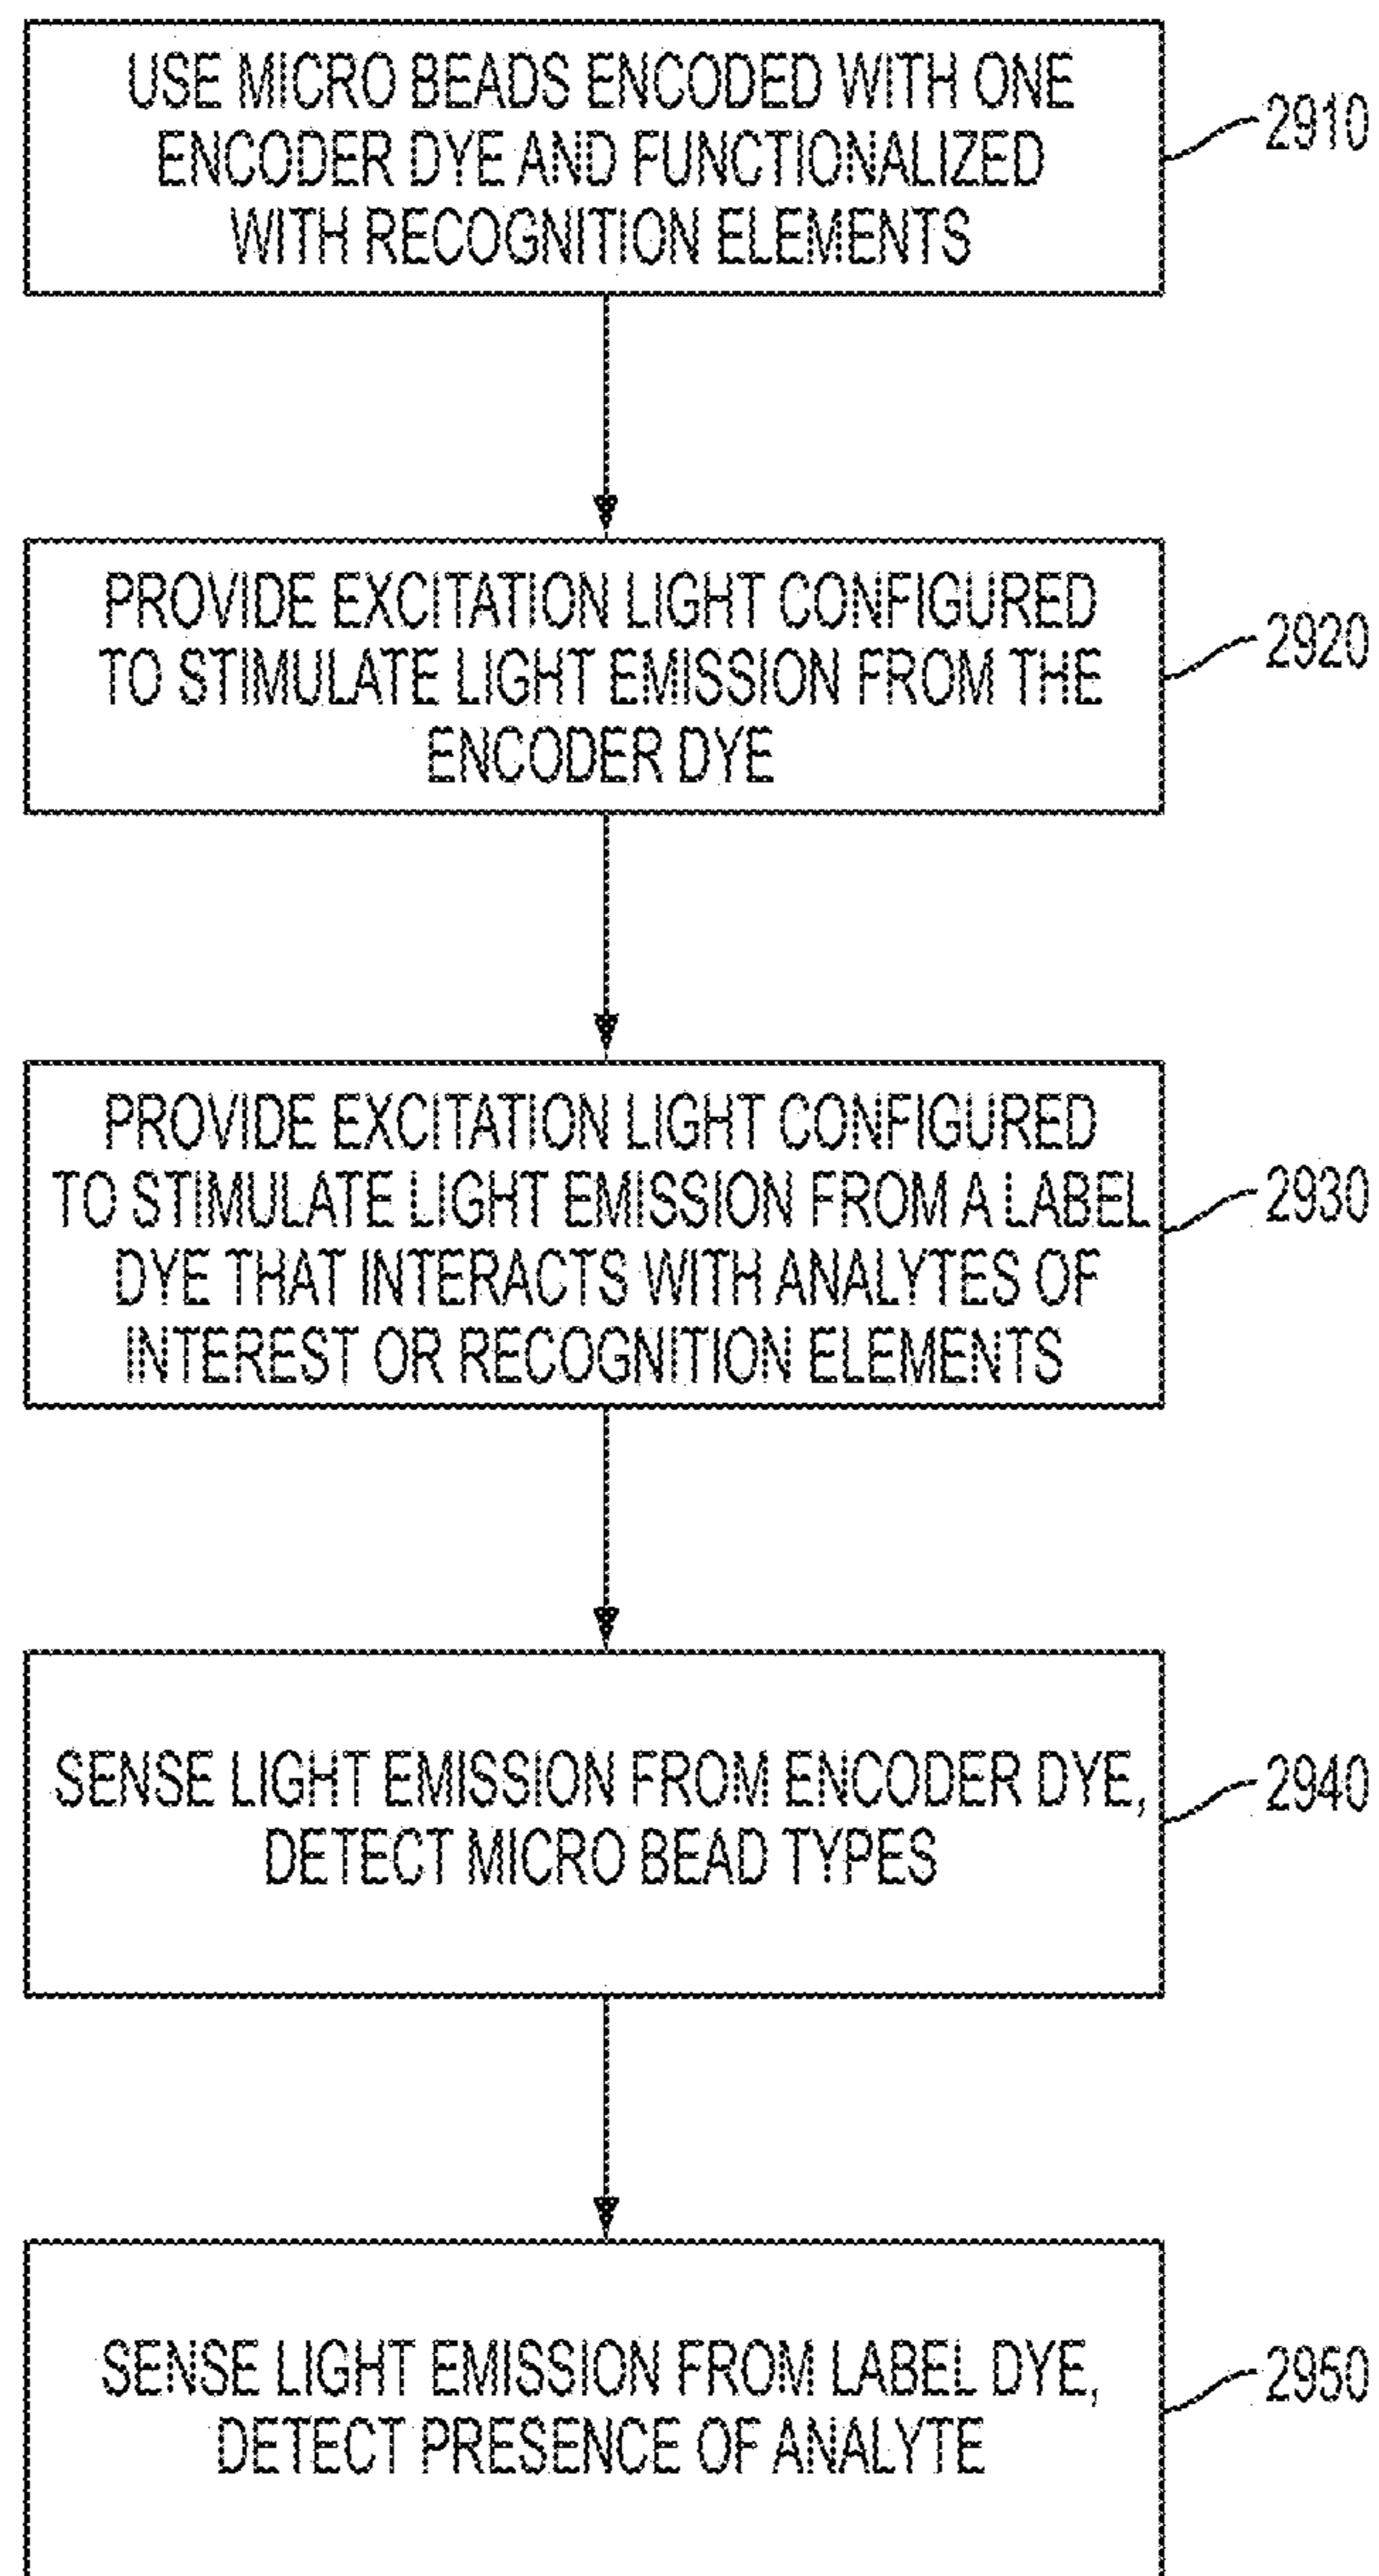 USE MICRO BEADS ENCODED WITH ONE
ENCODER DYE AND FUNCTIONALIZED
WITH RECOGNITION ELEMENTS
2910
PROVIDE EXCITATION LIGHT CONFIGURED
TO STIMULATE LIGHT EMISSION FROM THE
ENCODER DYE
2920
PROVIDE EXCITATION LIGHT CONFIGURED
TO STIMULATE LIGHT EMISSION FROM A LABEL
DYE THAT INTERACTS WITH ANALYTES OF
INTEREST OR RECOGNITION ELEMENTS
2930
SENSE LIGHT EMISSION FROM ENCODER DYE,
DETECT MICRO BEAD TYPES
2940
SENSE LIGHT EMISSION FROM LABEL DYE,
DETECT PRESENCE OF ANALYTE
2950